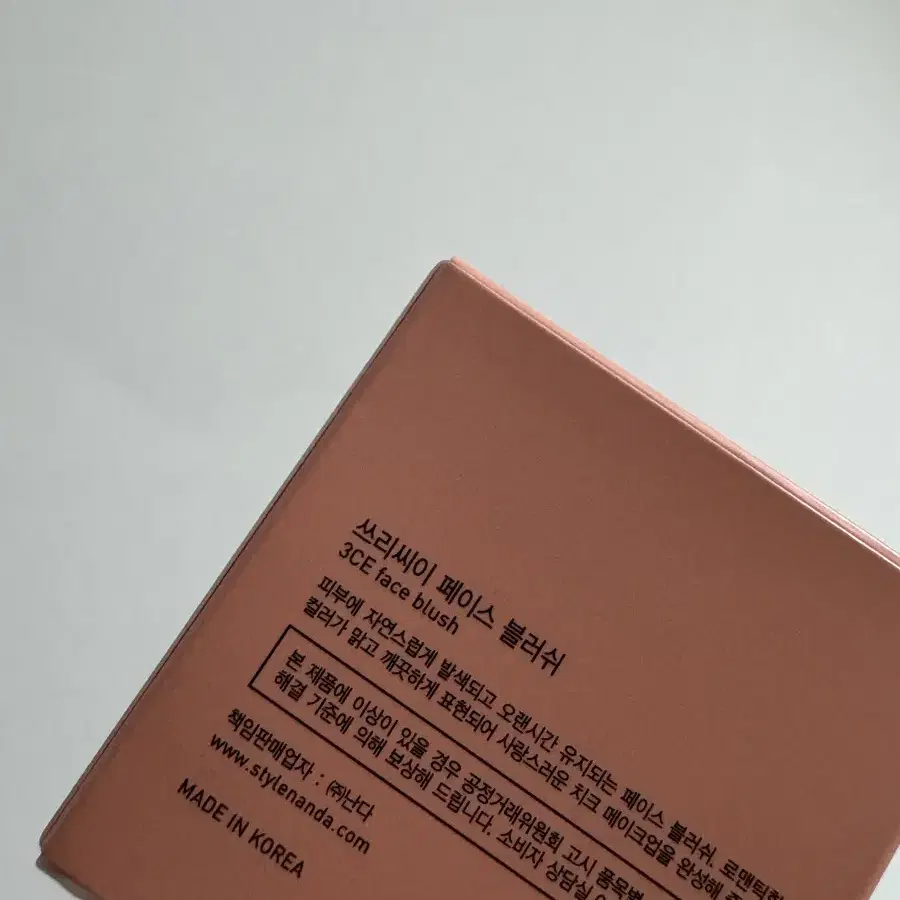 쓰리씨이 페이스 블러쉬
3CE face blush
피부에 자연스럽게 발색되고 오랜시간 유지되는 페이스 블러쉬. 로맨틱한
컬러가 맑고 깨끗하게 표현되어 사랑스러운 치크 메이크업을 완성해
본 제품에 이상이 있을 경우 공정거래위원회 고시 품목별
해결 기준에 의해 보상해 드립니다. 소비자 상담실
책임판매업자 : ㈜난다
www.stylenanda.com
MADE IN KOREA